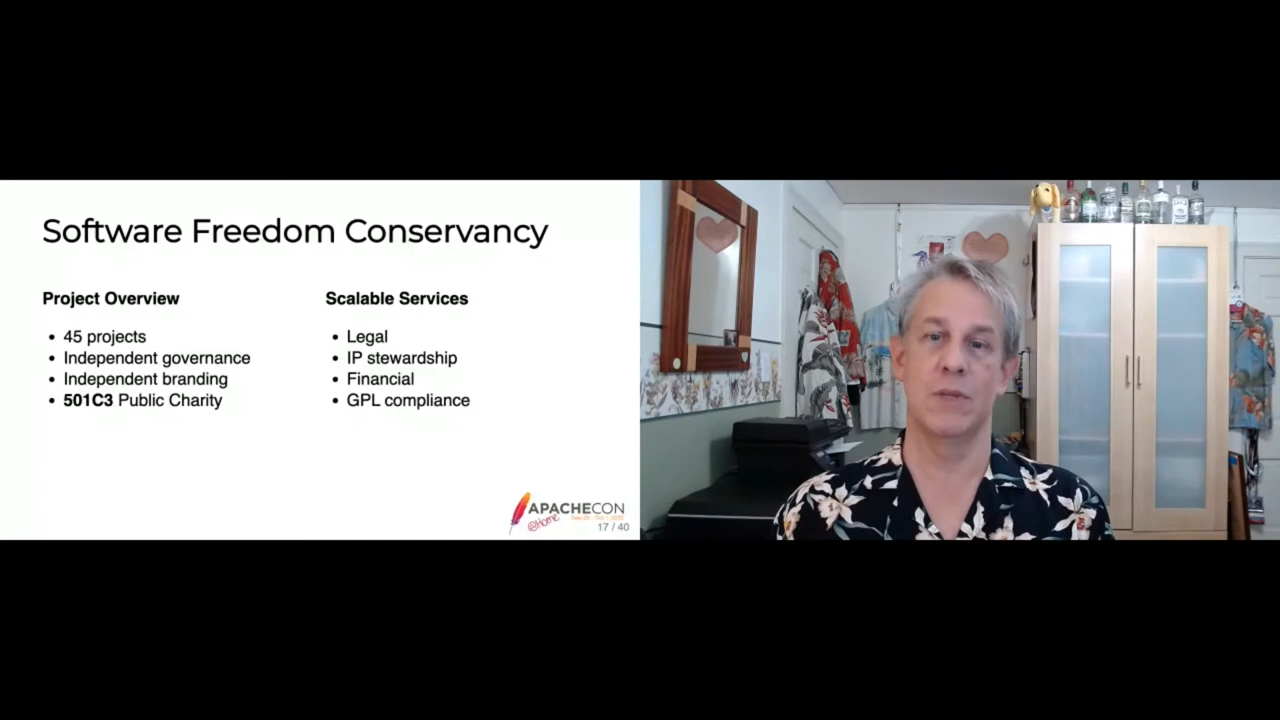 Software Freedom Conservancy
Project Overview
45 projects
Independent governance
Independent branding
501C3 Public Charity
Scalable Services
Legal
IP stewardship
Financial
GPL compliance
APACHECON
@Home
17 / 40